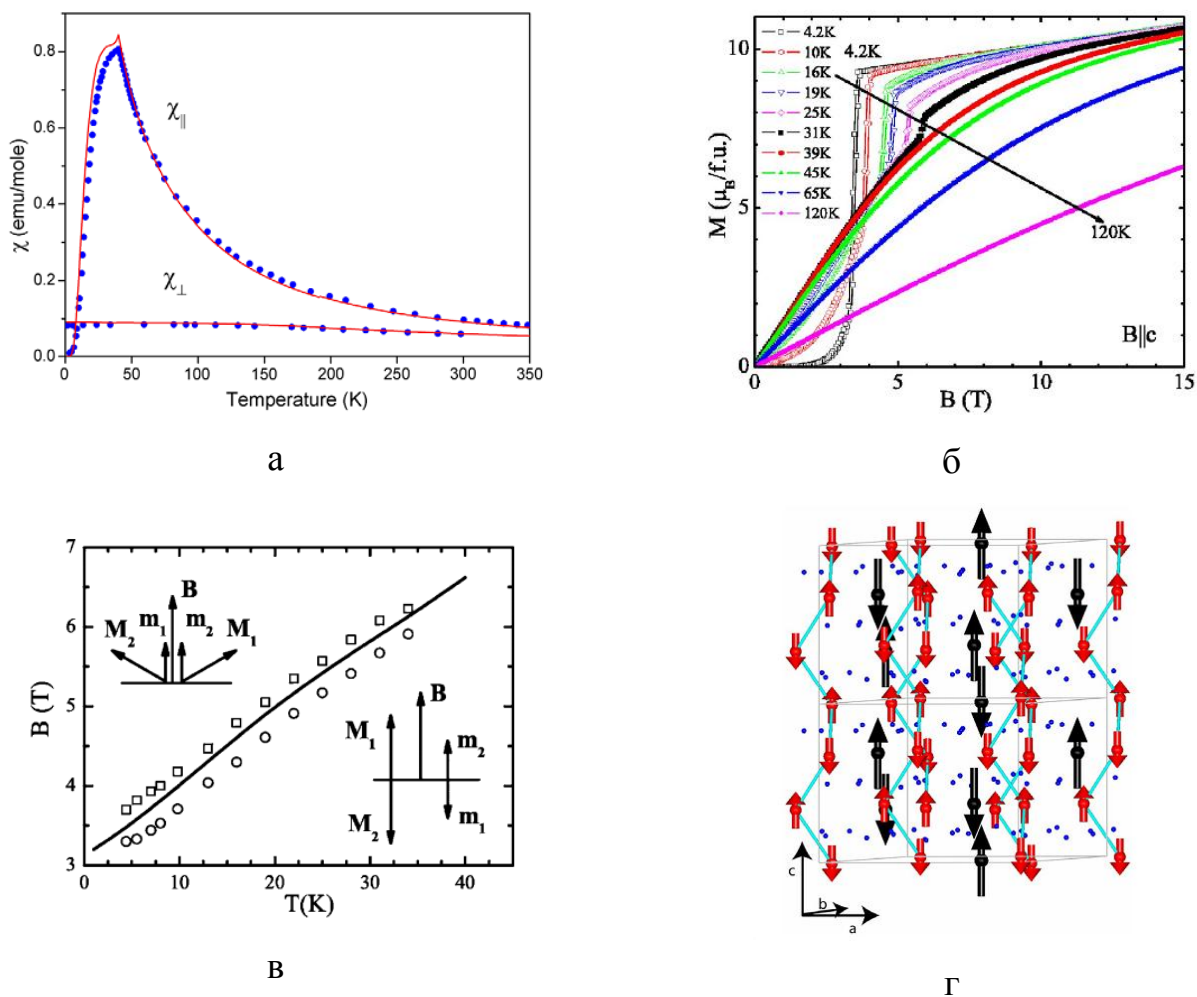 χ (emu/mole)
0.8
0.6
0.4
0.2
0.0
χ∥
χ⊥
0 50 100 150 200 250 300 350
Temperature (K)
а
M (μB/f.u.)
10
5
0
4.2K
10K
16K
19K
25K
31K
39K
45K
65K
120K
4.2K
120K
B∥c
0 5 10 15
B (T)
б
B (T)
7
6
5
4
3
B
M2 m1 m2 M1
B
M1 m2
M2 m1
0 10 20 30 40
T(K)
в
c
b
a
г